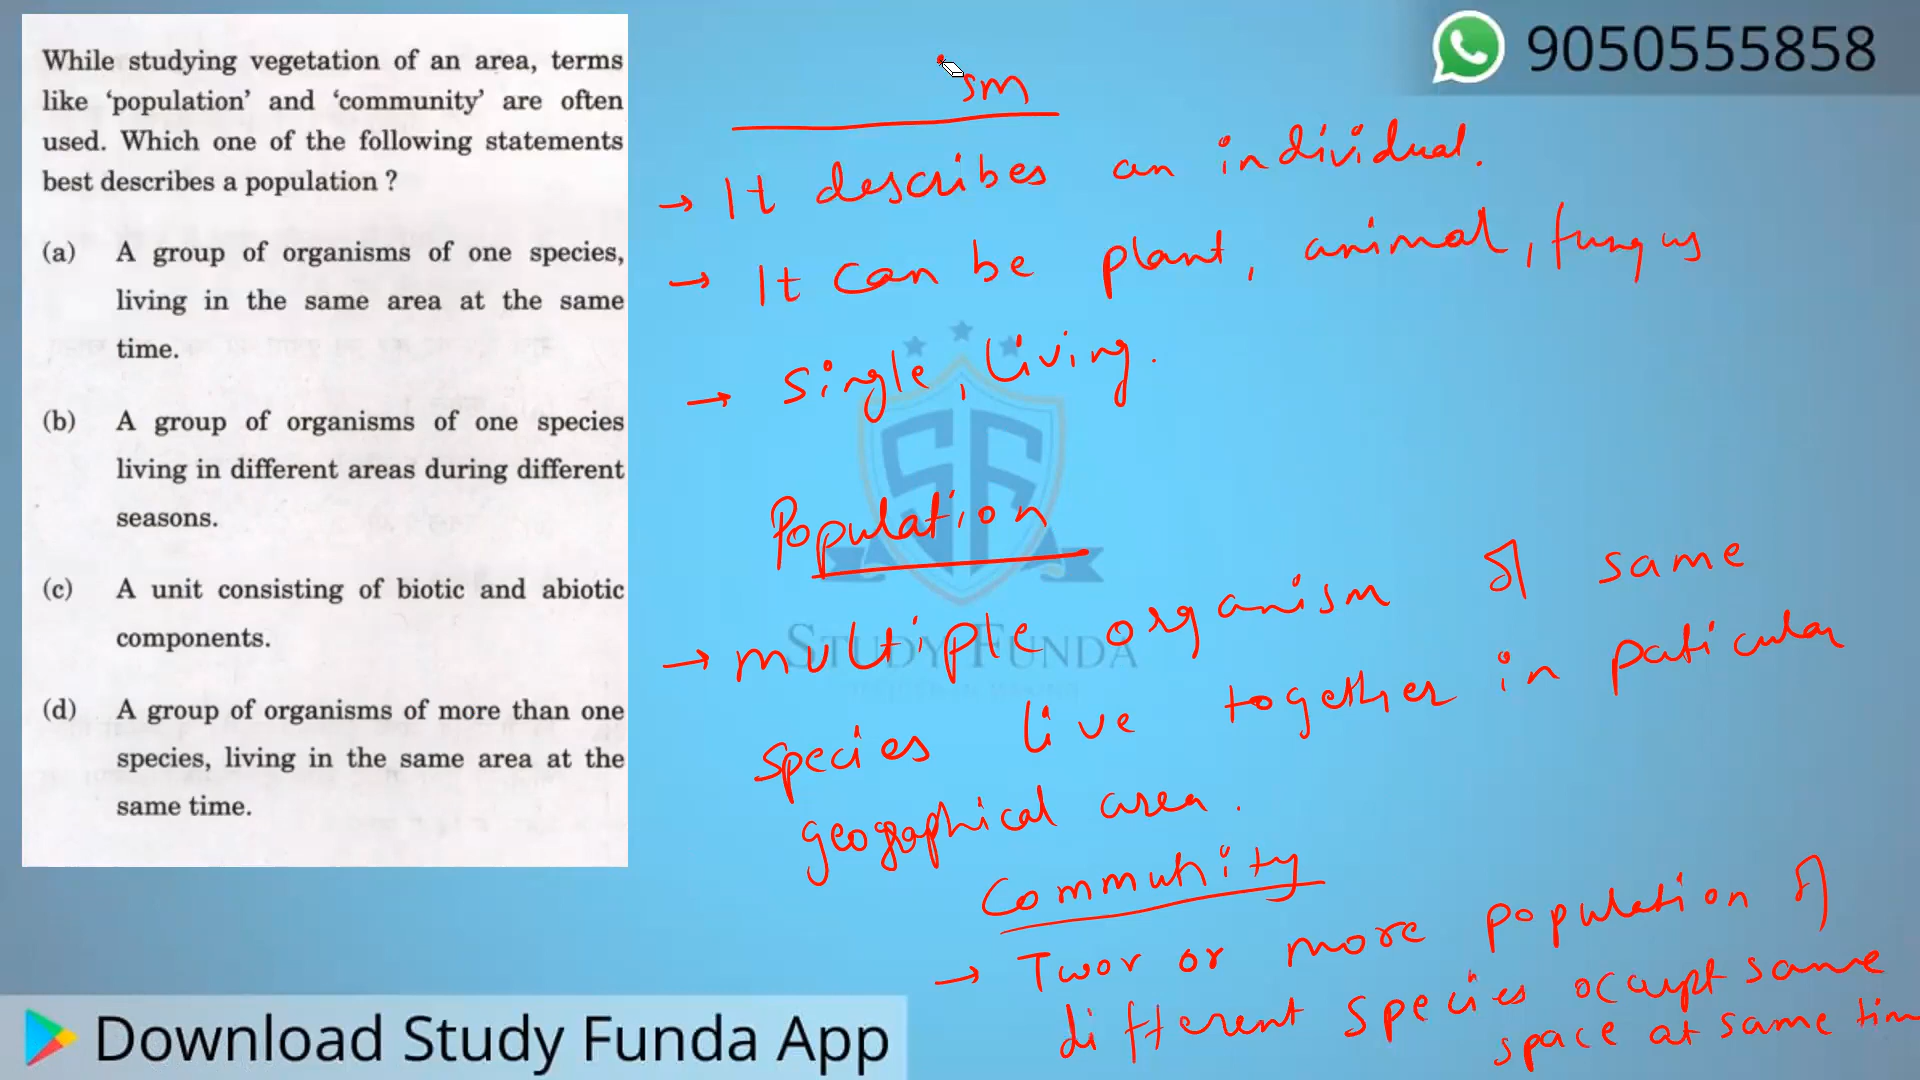 While studying vegetation of an area, terms
like ‘population’ and ‘community’ are often
used. Which one of the following statements
best describes a population ?
(a) A group of organisms of one species,
living in the same area at the same
time.
(b) A group of organisms of one species
living in different areas during different
seasons.
(c) A unit consisting of biotic and abiotic
components.
(d) A group of organisms of more than one
species, living in the same area at the
same time.
9050555858
sm
→ It describes an individual.
→ It can be plant, animal, fungus
→ Single, Living.
Population
→ multiple organism of same
species live together in paticular
geographical area.
Community
→ Twor or more population of
different species occupt same
space at same tim
SF
STUDY FUNDA
Download Study Funda App